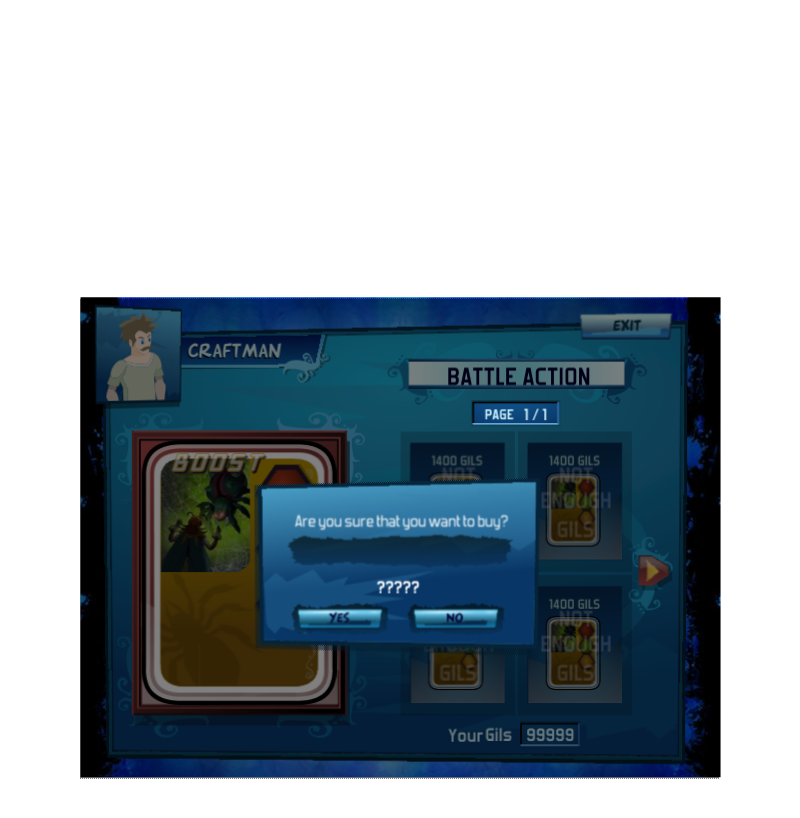 EXIT
CRAFTMAN
BATTLE ACTION
PAGE 1/1
BOOST
1400 GILS
NOT
1400 GILS
NOT
ENOUGH
GILS
Are you sure that you want to buy?
?????
YES
NO
GILS
1400 GILS
NOT
ENOUGH
GILS
Your Gils 99999